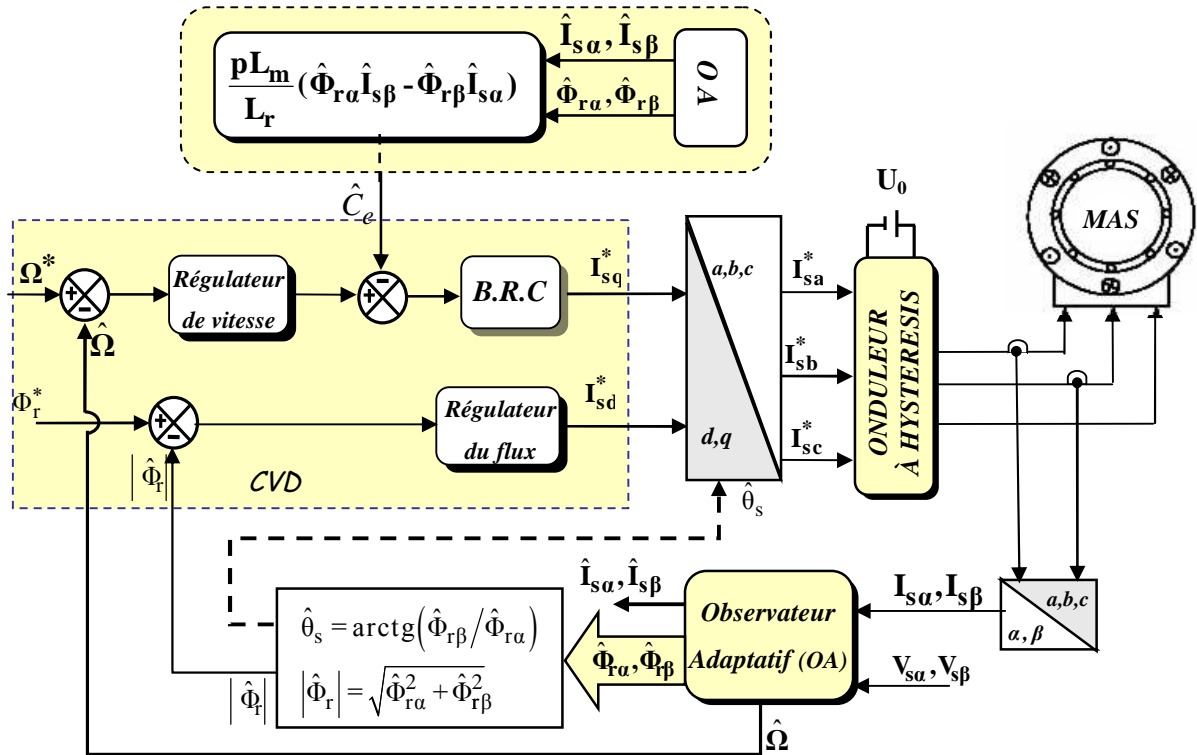 Î_sα, Î_sβ
pL_m/L_r (Φ̂_rα Î_sβ - Φ̂_rβ Î_sα)
Φ̂_rα, Φ̂_rβ
O A
Ĉ_e
U_0
MAS
Ω*
+
-
Régulateur
de vitesse
+
-
B.R.C
I*_sq
a,b,c
d,q
I*_sa
I*_sb
I*_sc
ONDULEUR
À HYSTERESIS
Ω̂
Φ*_r
+
-
Régulateur
du flux
I*_sd
|Φ̂_r|
CVD
θ̂_s
θ̂_s = arctg(Φ̂_rβ/Φ̂_rα)
|Φ̂_r| = √(Φ̂²_rα + Φ̂²_rβ)
|Φ̂_r|
Î_sα, Î_sβ
Φ̂_rα, Φ̂_rβ
Observateur
Adaptatif (OA)
I_sα, I_sβ
V_sα, V_sβ
a,b,c
α, β
Ω̂